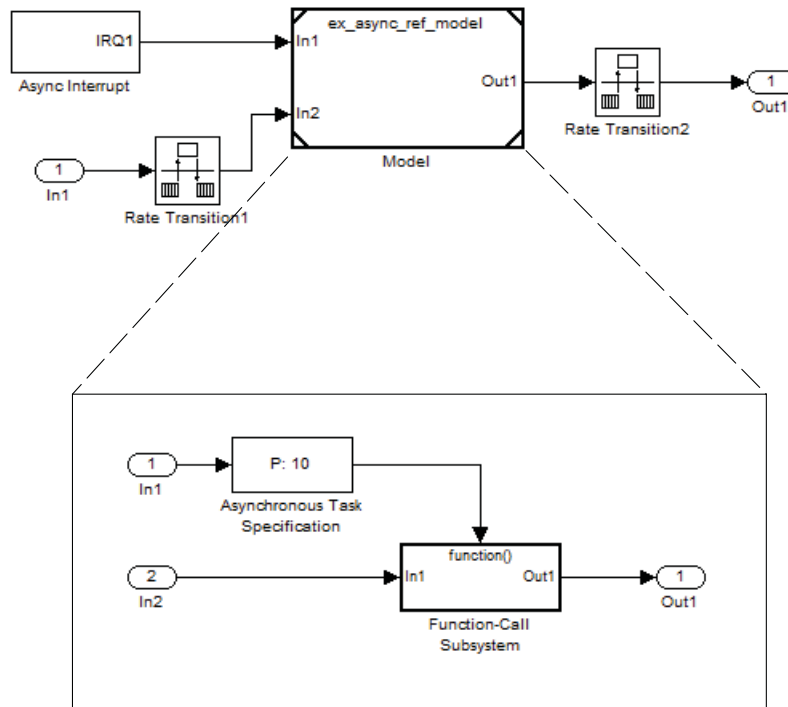 ex_async_ref_model
IRQ1
In1
Async Interrupt
Out1
1
Out1
In2
Rate Transition2
Model
1
In1
Rate Transition1
1
In1
P: 10
Asynchronous Task
Specification
function()
2
In2
In1
Out1
1
Out1
Function-Call
Subsystem